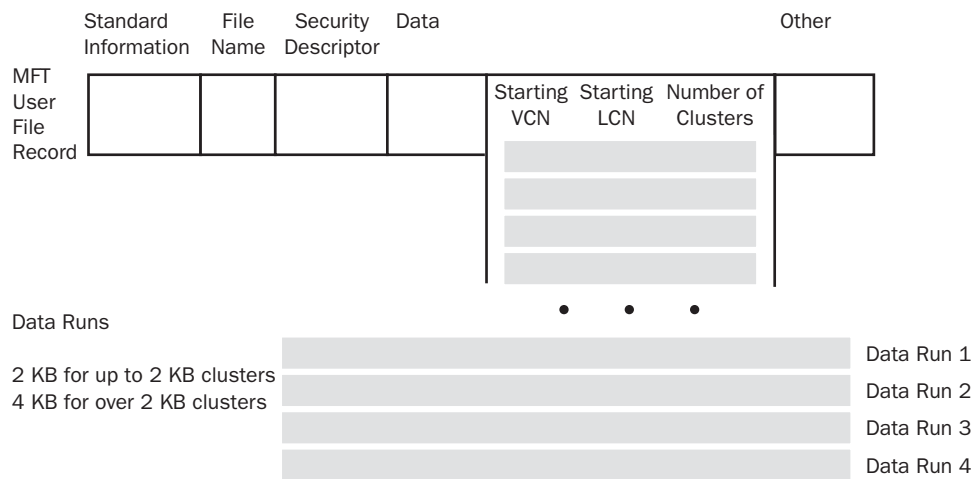 Standard Information
File Name
Security Descriptor
Data
Other
MFT
User
File
Record
Starting VCN
Starting LCN
Number of Clusters
Data Runs
2 KB for up to 2 KB clusters
4 KB for over 2 KB clusters
Data Run 1
Data Run 2
Data Run 3
Data Run 4